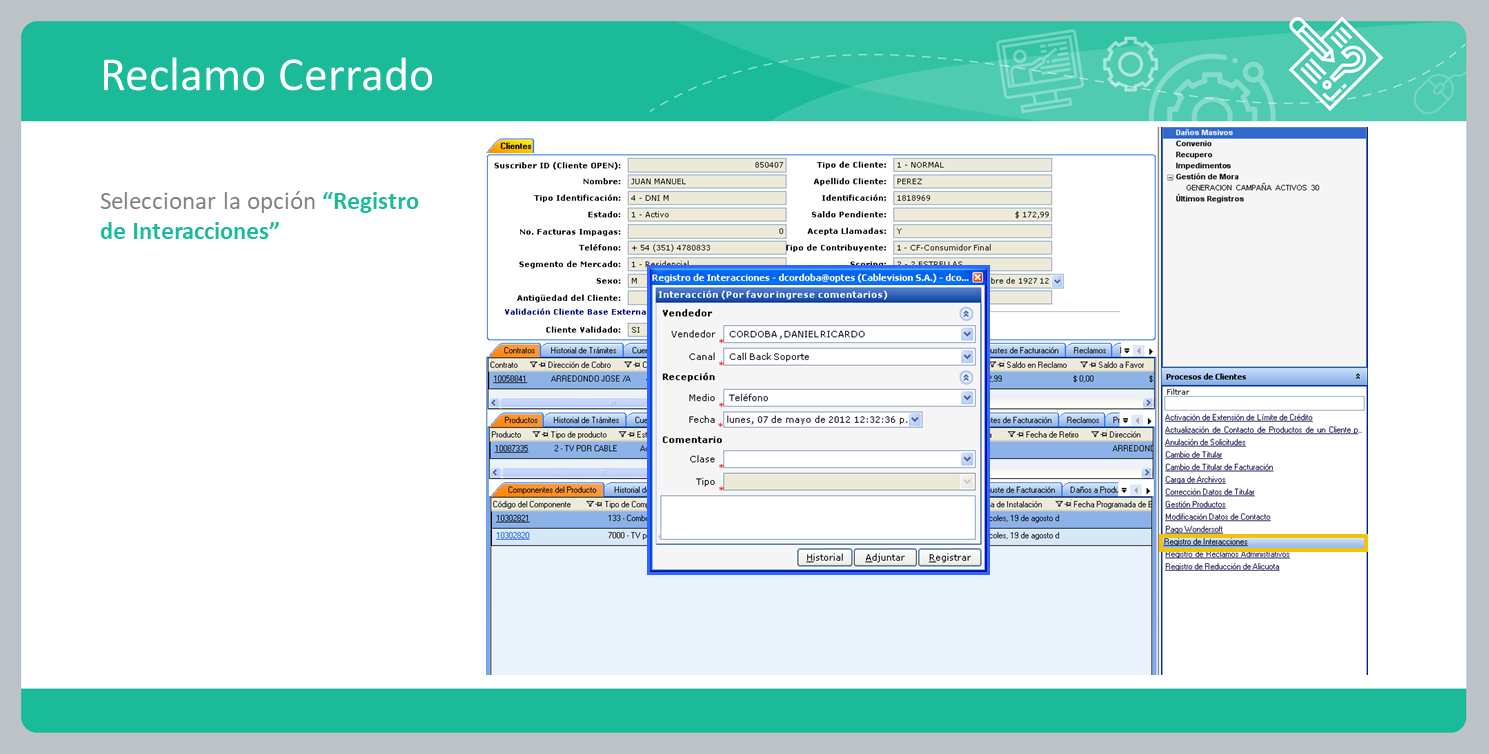 Reclamo Cerrado
Seleccionar la opción “Registro
de Interacciones”
Clientes
Suscriber ID (Cliente OPEN): 850407 Tipo de Cliente: 1 - NORMAL
Nombre: JUAN MANUEL Apellido Cliente: PEREZ
Tipo Identificación: 4 - DNI M Identificación: 1818969
Estado: 1 - Activo Saldo Pendiente: $ 172,99
No. Facturas Impagas: 0 Acepta Llamadas: Y
Teléfono: + 54 (351) 4780833 Tipo de Contribuyente: 1 - CF-Consumidor Final
Segmento de Mercado: 1 - Residencial Scoring: 2 - 2 ESTRELLAS
Sexo: M bre de 1927 12
Antigüedad del Cliente:
Validación Cliente Base Externa
Cliente Validado: SI
Contratos Historial de Trámites Cue ustes de Facturación Reclamos
Contrato Dirección de Cobro Saldo en Reclamo Saldo a Favor
10058841 ARREDONDO JOSE /A 2,99 $ 0,00 $
Productos Historial de Trámites Cue tes de Facturación Reclamos P
Producto Tipo de producto Est Fecha de Retiro Dirección
10087335 2 - TV POR CABLE Ac ARREDOND
Componentes del Producto Historial d uste de Facturación Daños a Produ
Código del Componente Tipo de Comp a de Instalación Fecha Programada de E
10302821 133 - Combo coles, 19 de agosto d
10302820 7000 - TV p coles, 19 de agosto d
Registro de Interacciones - dcordoba@optes (Cablevision S.A.) - dco...
Interacción (Por favor ingrese comentarios)
Vendedor
Vendedor CORDOBA , DANIEL RICARDO
Canal Call Back Soporte
Recepción
Medio Teléfono
Fecha lunes, 07 de mayo de 2012 12:32:36 p.
Comentario
Clase
Tipo
Historial Adjuntar Registrar
Daños Masivos
Convenio
Recupero
Impedimentos
Gestión de Mora
GENERACION CAMPAÑA ACTIVOS 30
Últimos Registros
Procesos de Clientes
Filtrar
Activación de Extensión de Límite de Crédito
Actualización de Contacto de Productos de un Cliente p..
Anulación de Solicitudes
Cambio de Titular
Cambio de Titular de Facturación
Carga de Archivos
Corrección Datos de Titular
Gestión Productos
Modificación Datos de Contacto
Pago Wondersoft
Registro de Interacciones
Registro de Reclamos Administrativos
Registro de Reducción de Alicuota